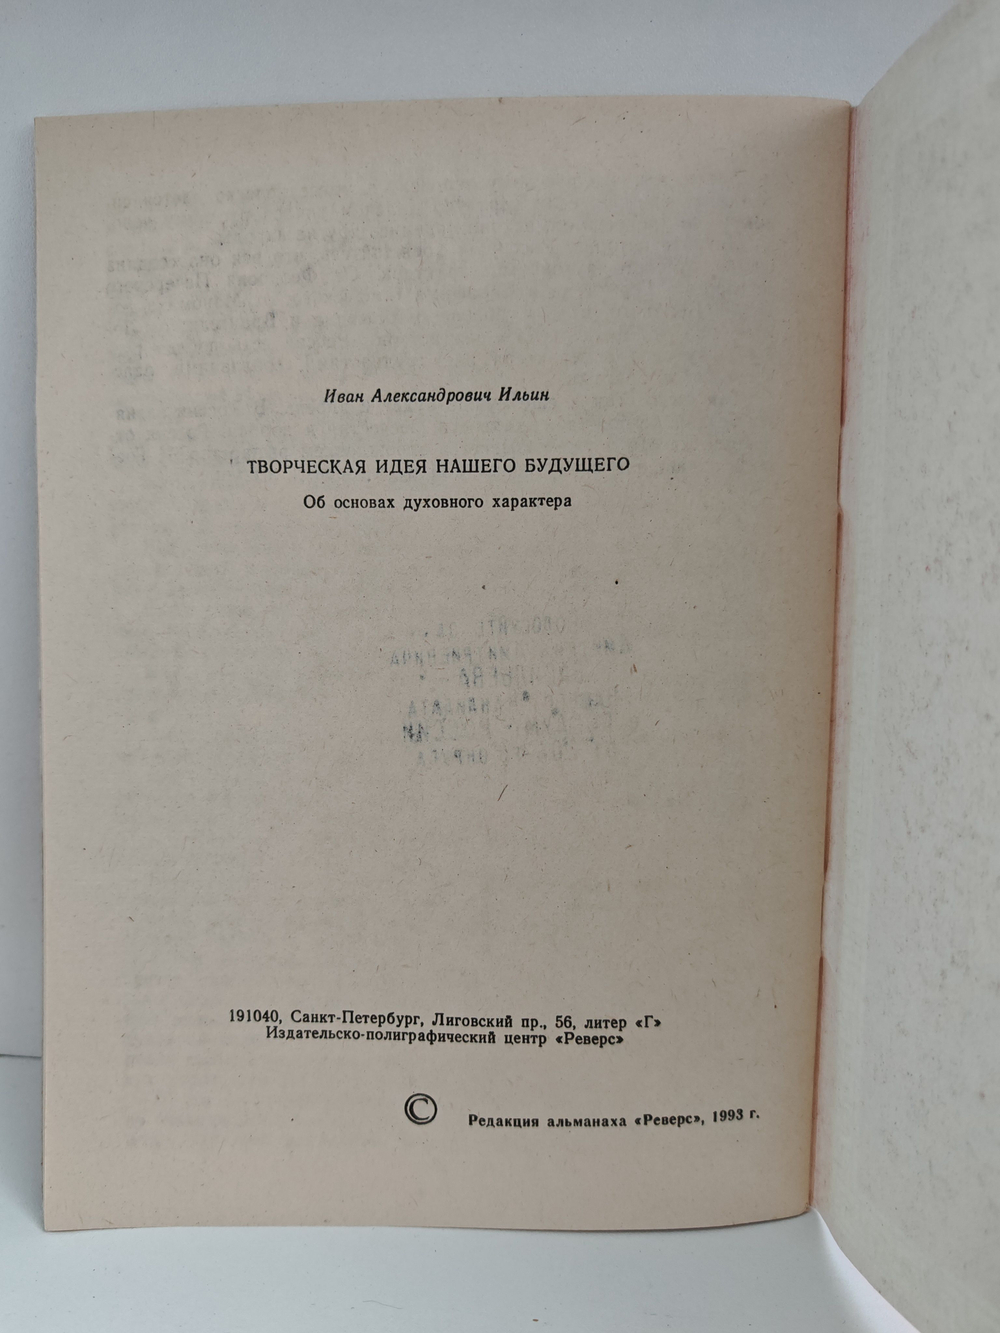 Иван Александрович Ильин
ТВОРЧЕСКАЯ ИДЕЯ НАШЕГО БУДУЩЕГО
Об основах духовного характера
191040, Санкт-Петербург, Лиговский пр., 56, литер «Г»
Издательско-полиграфический центр «Реверс»
© Редакция альманаха «Реверс», 1993 г.